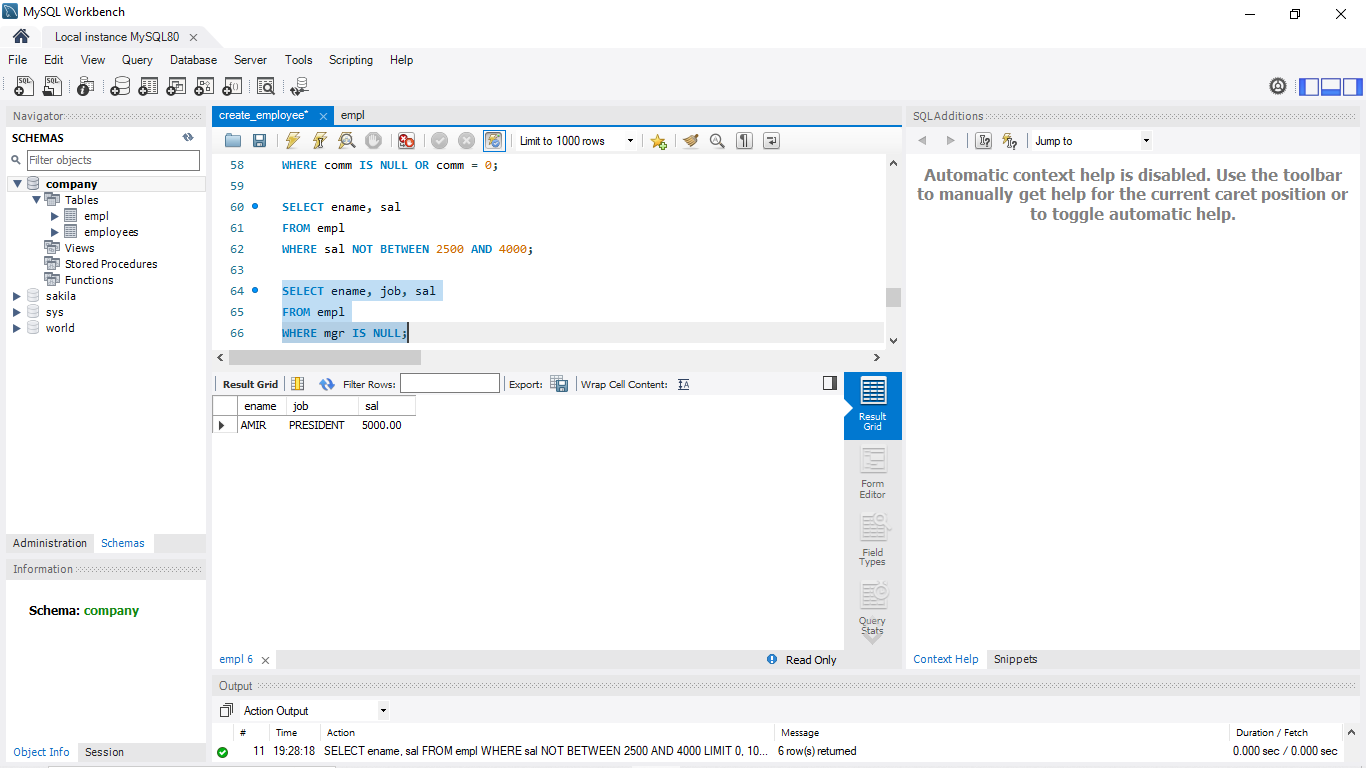 MySQL Workbench
Local instance MySQL80
File Edit View Query Database Server Tools Scripting Help
Navigator
SCHEMAS
Filter objects
company
Tables
empl
employees
Views
Stored Procedures
Functions
sakila
sys
world
Administration Schemas
Information
Schema: company
Object Info Session
create_employee* empl
Limit to 1000 rows
58 WHERE comm IS NULL OR comm = 0;
59
60 SELECT ename, sal
61 FROM empl
62 WHERE sal NOT BETWEEN 2500 AND 4000;
63
64 SELECT ename, job, sal
65 FROM empl
66 WHERE mgr IS NULL;
Result Grid Filter Rows: Export: Wrap Cell Content:
ename job sal
AMIR PRESIDENT 5000.00
Result
Grid
Form
Editor
Field
Types
Query
Stats
empl 6 Read Only
SQLAdditions
Jump to
Automatic context help is disabled. Use the toolbar
to manually get help for the current caret position or
to toggle automatic help.
Context Help Snippets
Output
Action Output
# Time Action Message Duration / Fetch
11 19:28:18 SELECT ename, sal FROM empl WHERE sal NOT BETWEEN 2500 AND 4000 LIMIT 0, 10... 6 row(s) returned 0.000 sec / 0.000 sec